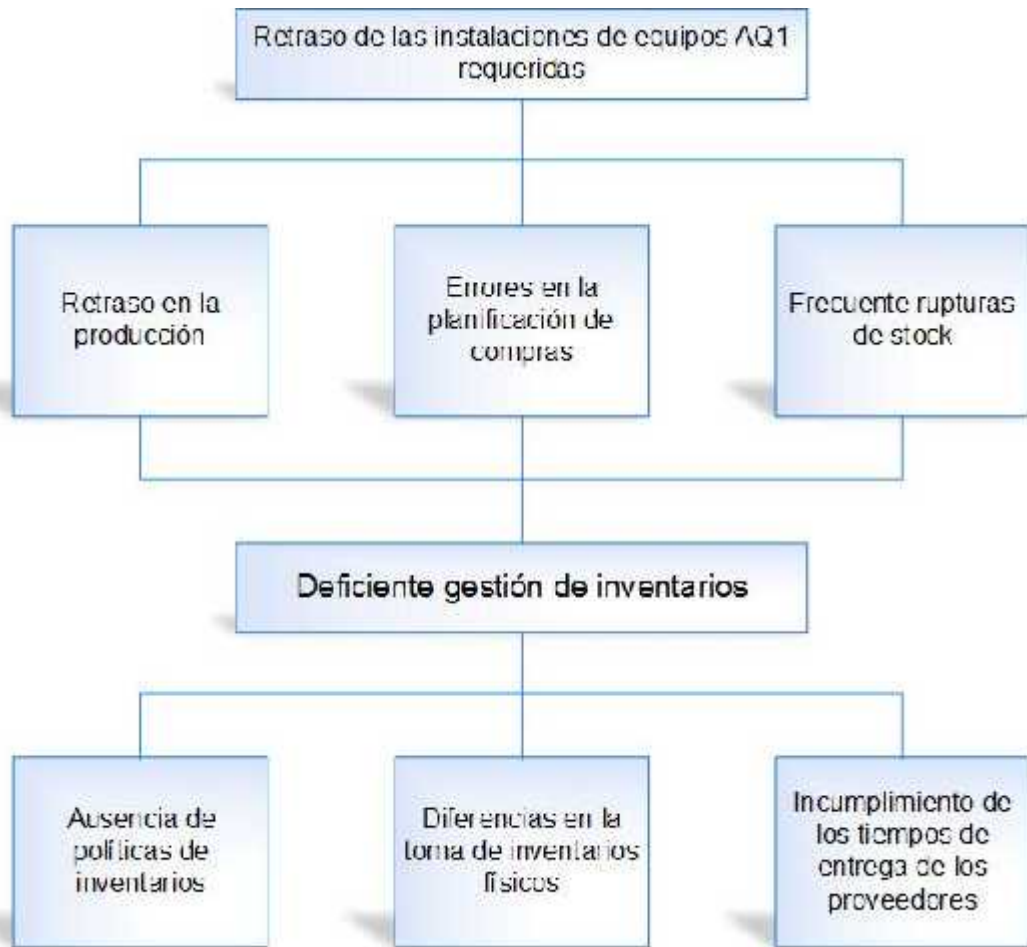 Retraso de las instalaciones de equipos AQ1
requeridas
Retraso en la
producción
Errores en la
planificación de
compras
Frecuente rupturas
de stock
Deficiente gestión de inventarios
Ausencia de
políticas de
inventarios
Diferencias en la
toma de inventarios
físicos
Incumplimiento de
los tiempos de
entrega de los
proveedores